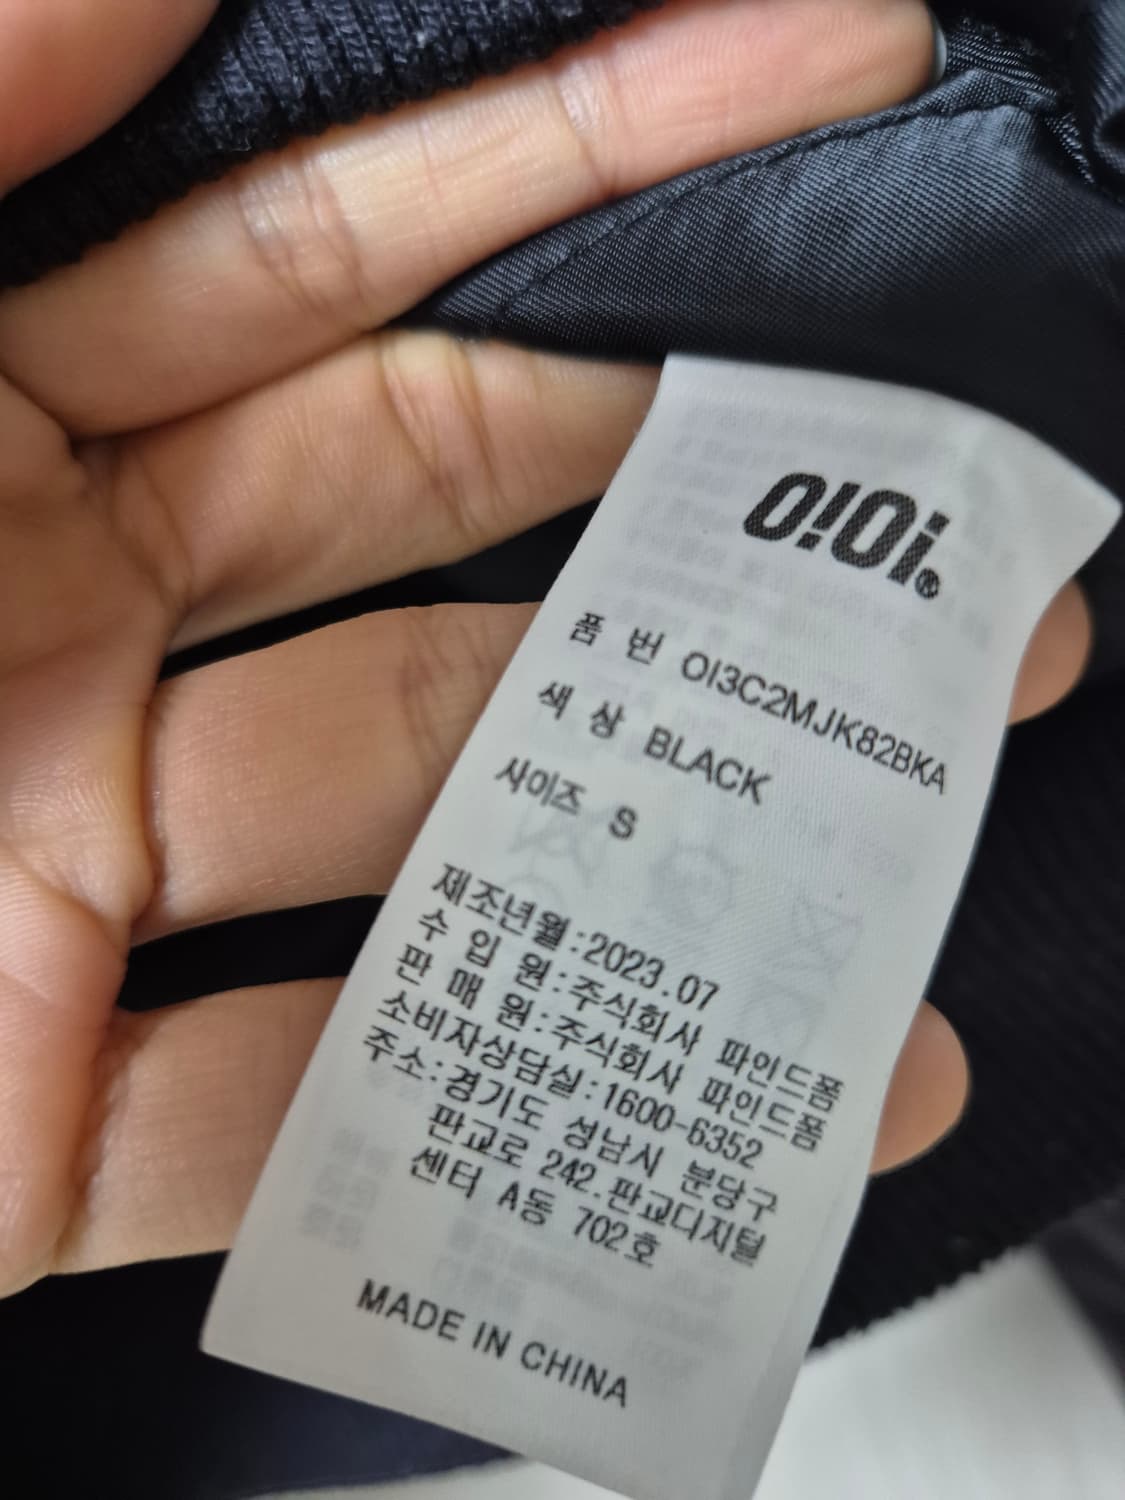 O!Oi.®
품 번 OI3C2MJK82BKA
색 상 BLACK
사이즈 S
제조년월:2023.07
수 입 원:주식회사 파인드폼
판 매 원:주식회사 파인드폼
소비자상담실:1600-6352
주소:경기도 성남시 분당구
판교로 242.판교디지털
센터 A동 702호
MADE IN CHINA